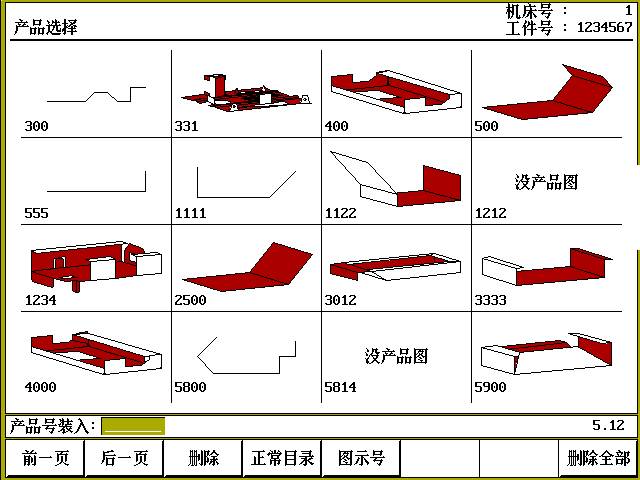 机床号 : 1
产品选择
工件号 : 1234567
300 331 400 500
没产品图
555 1111 1122 1212
1234 2500 3012 3333
没产品图
4000 5800 5814 5900
产品号装入: 5.12
前一页 后一页 删除 正常目录 图示号 删除全部